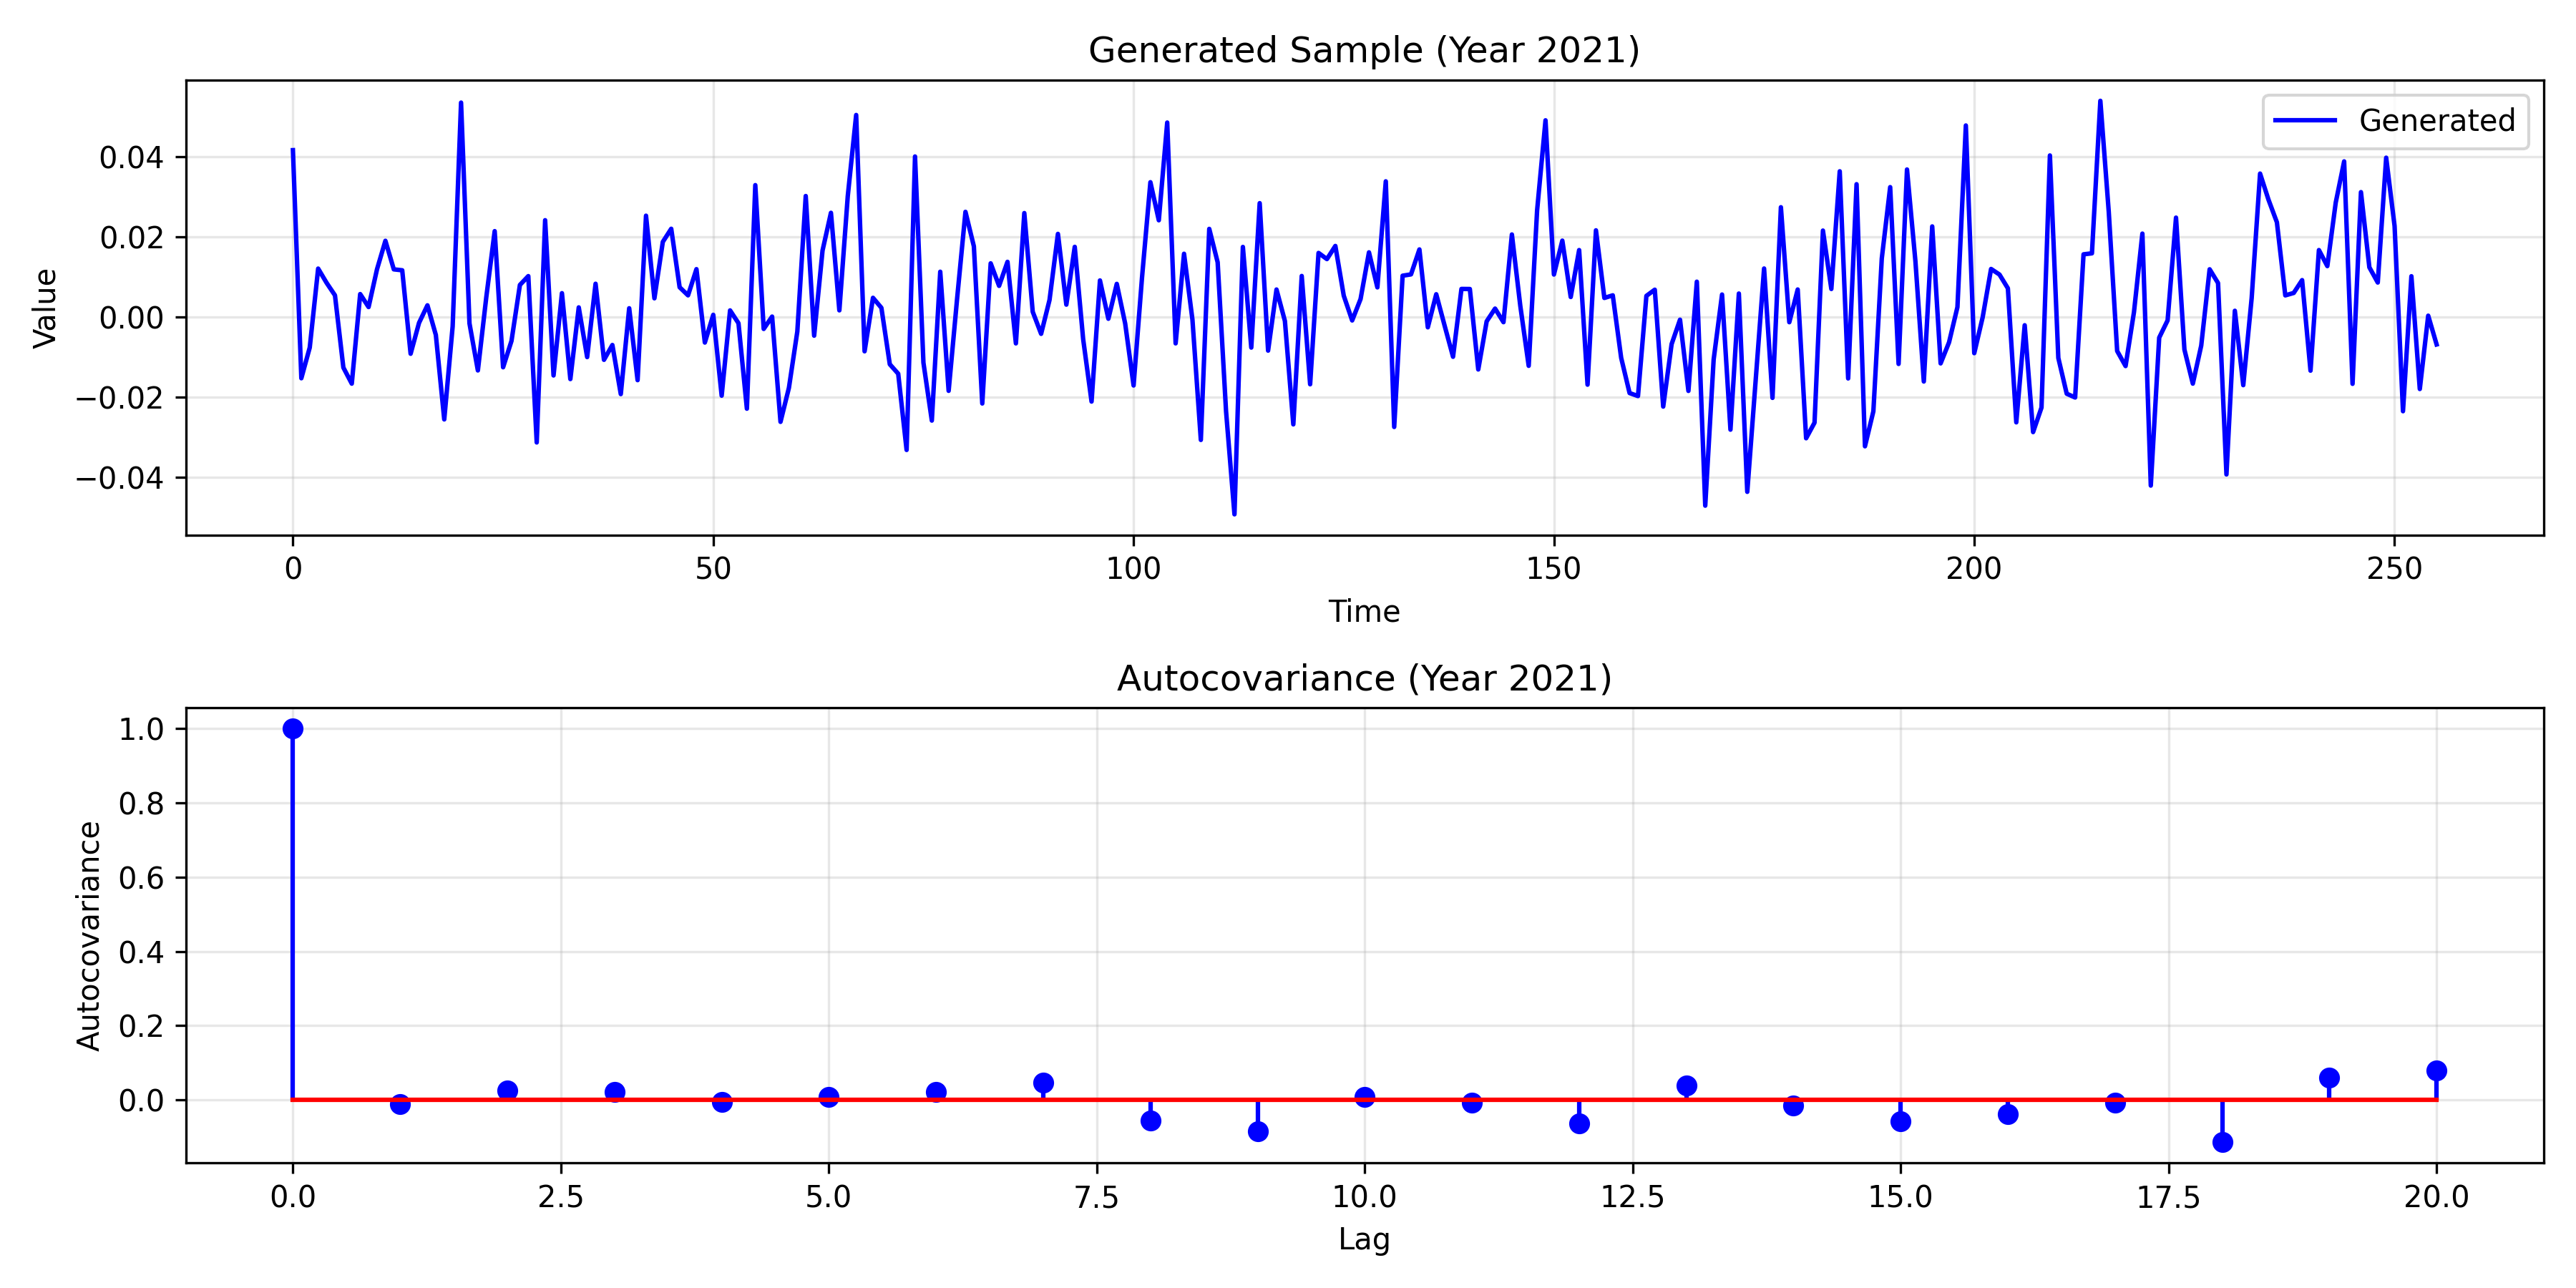 Generated Sample (Year 2021)
Generated
Value
0.04
0.02
0.00
−0.02
−0.04
0 50 100 150 200 250
Time
Autocovariance (Year 2021)
Autocovariance
1.0
0.8
0.6
0.4
0.2
0.0
0.0 2.5 5.0 7.5 10.0 12.5 15.0 17.5 20.0
Lag